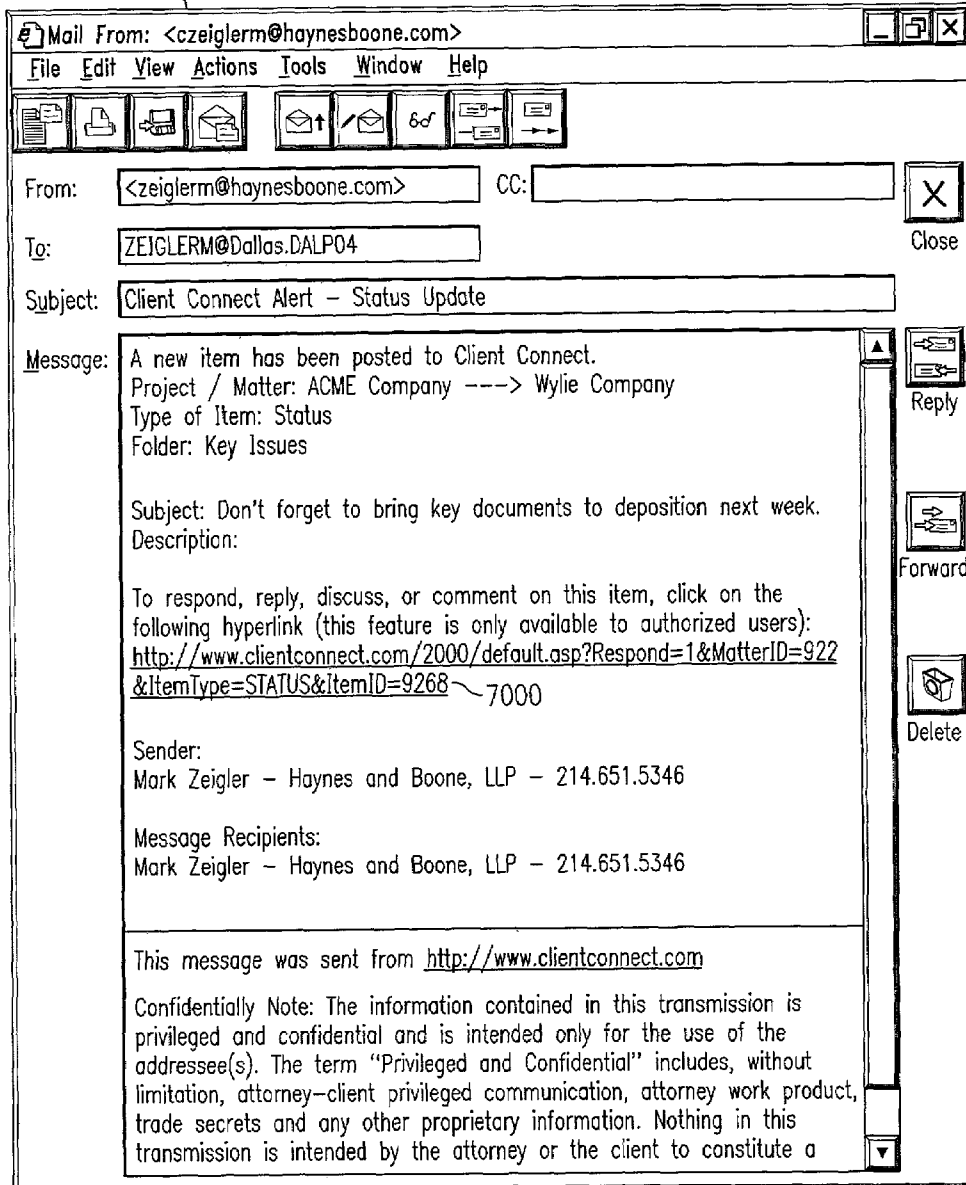 Mail From: <czeiglerm@haynesboone.com>
File Edit View Actions Tools Window Help
From: <zeiglerm@haynesboone.com> CC:
Close
To: ZEIGLERM@Dallas.DALPO4
Subject: Client Connect Alert – Status Update
Message: A new item has been posted to Client Connect.
Project / Matter: ACME Company ---> Wylie Company
Type of Item: Status
Folder: Key Issues
Reply
Subject: Don't forget to bring key documents to deposition next week.
Description:
Forward
To respond, reply, discuss, or comment on this item, click on the
following hyperlink (this feature is only available to authorized users):
http://www.clientconnect.com/2000/default.asp?Respond=1&MatterID=922
&ItemType=STATUS&ItemID=9268 7000
Delete
Sender:
Mark Zeigler – Haynes and Boone, LLP – 214.651.5346
Message Recipients:
Mark Zeigler – Haynes and Boone, LLP – 214.651.5346
This message was sent from http://www.clientconnect.com
Confidentially Note: The information contained in this transmission is
privileged and confidential and is intended only for the use of the
addressee(s). The term "Privileged and Confidential" includes, without
limitation, attorney–client privileged communication, attorney work product,
trade secrets and any other proprietary information. Nothing in this
transmission is intended by the attorney or the client to constitute a